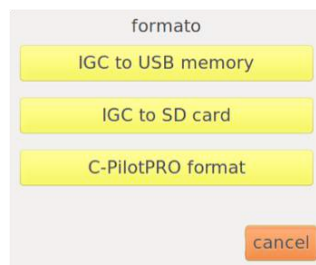 formato
IGC to USB memory
IGC to SD card
C-PilotPRO format
cancel